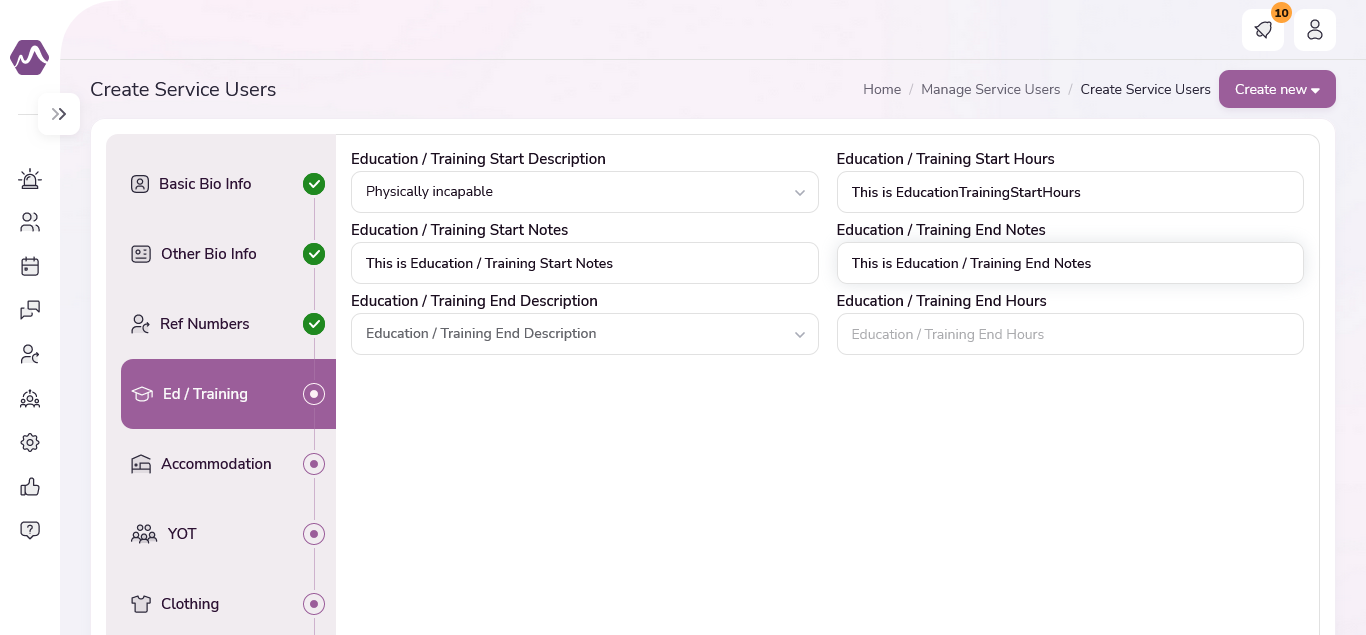 10
Create Service Users
Home / Manage Service Users / Create Service Users
Create new
Basic Bio Info
Other Bio Info
Ref Numbers
Ed / Training
Accommodation
YOT
Clothing
Education / Training Start Description
Physically incapable
Education / Training Start Hours
This is EducationTrainingStartHours
Education / Training Start Notes
This is Education / Training Start Notes
Education / Training End Notes
This is Education / Training End Notes
Education / Training End Description
Education / Training End Description
Education / Training End Hours
Education / Training End Hours